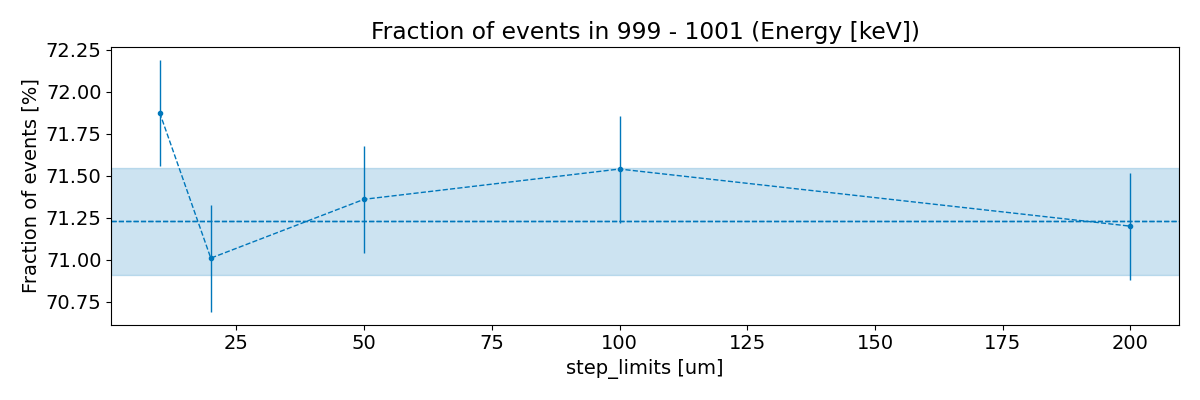 Fraction of events in 999 - 1001 (Energy [keV])
Fraction of events [%]
72.25
72.00
71.75
71.50
71.25
71.00
70.75
25 50 75 100 125 150 175 200
step_limits [um]